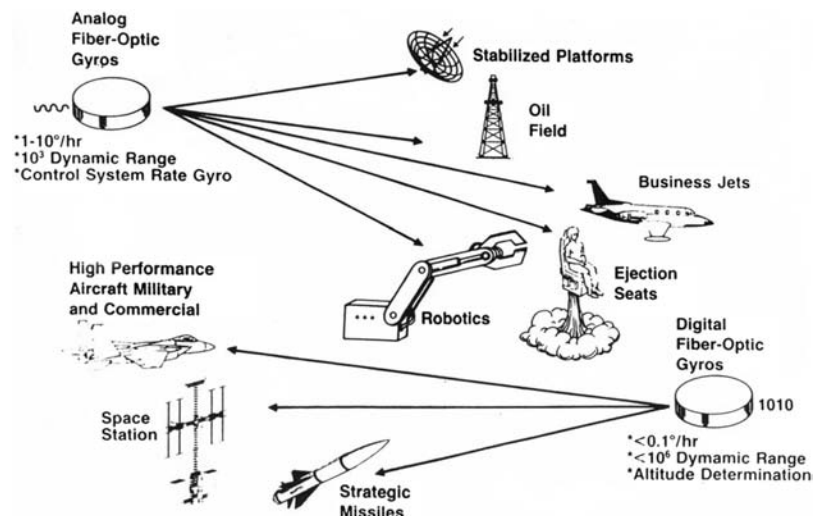 Analog
Fiber-Optic
Gyros
*1-10°/hr
*10³ Dynamic Range
*Control System Rate Gyro
Stabilized Platforms
Oil
Field
Business Jets
Ejection
Seats
Robotics
High Performance
Aircraft Military
and Commercial
Space
Station
Strategic
Missiles
Digital
Fiber-Optic
Gyros
1010
*<0.1°/hr
*<10⁶ Dymamic Range
*Altitude Determination